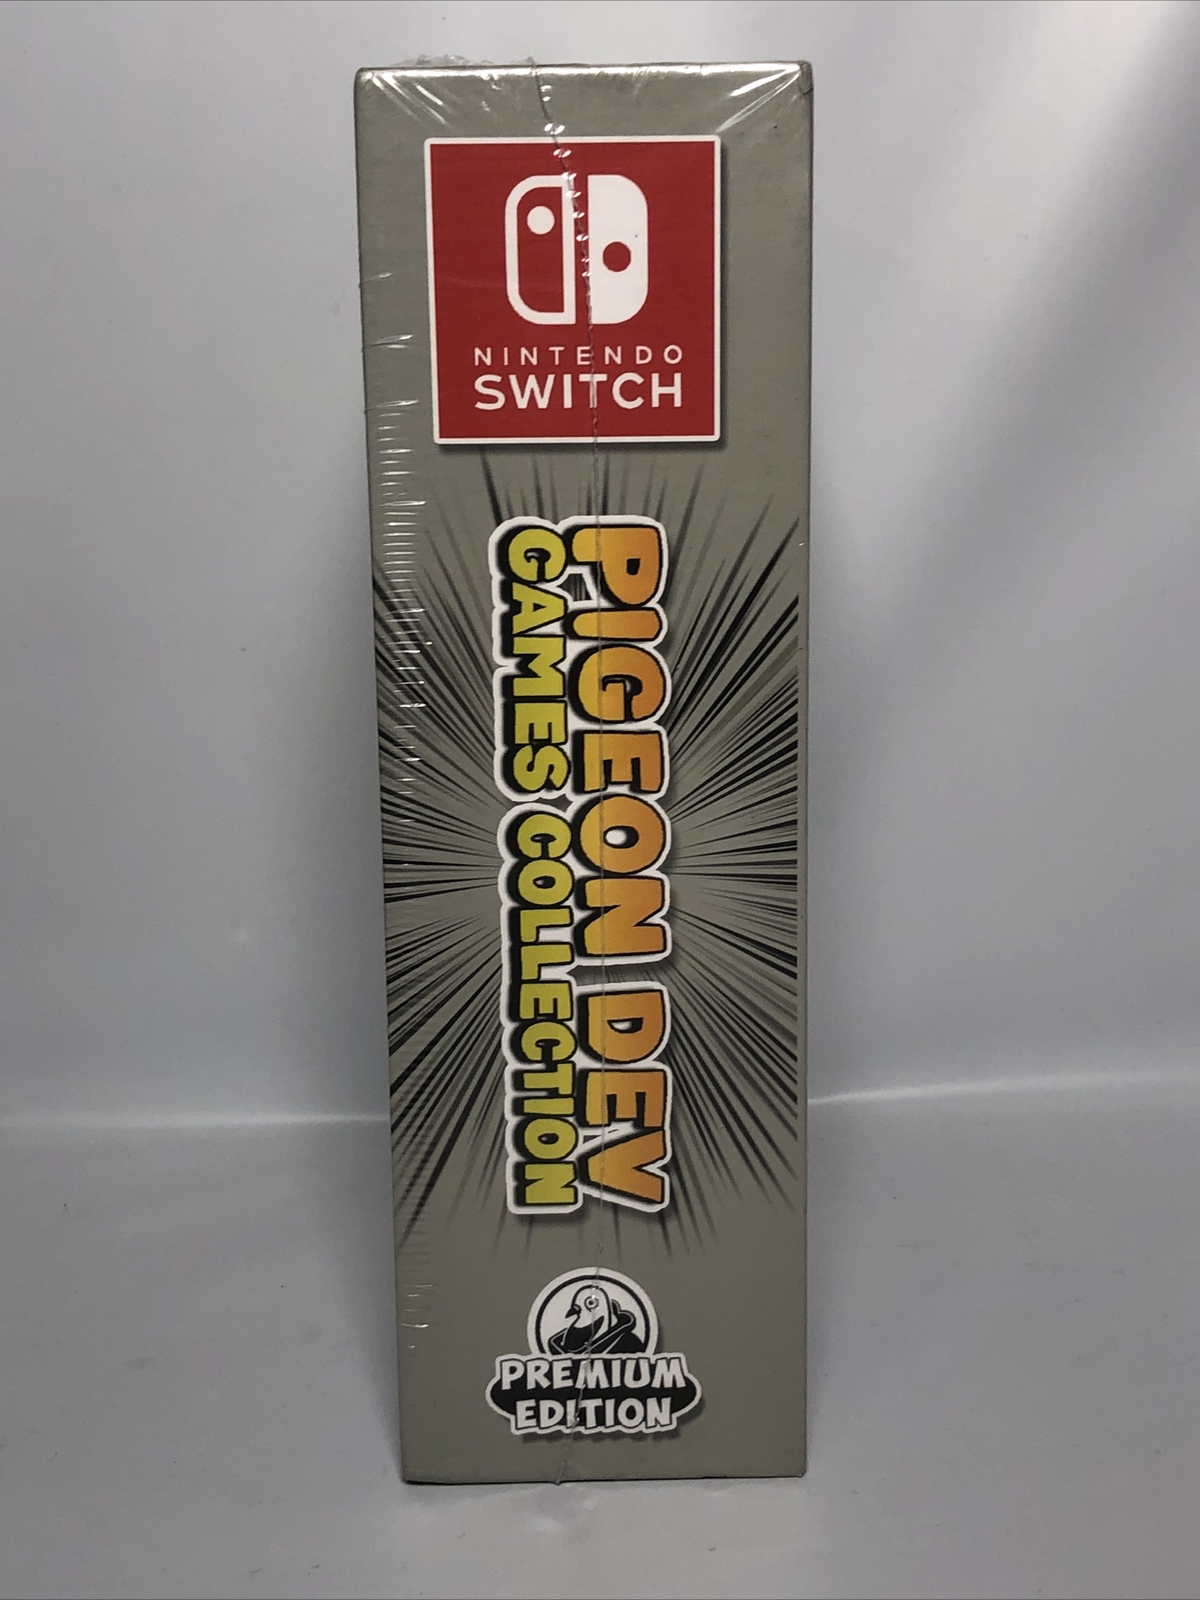 NINTENDO
SWITCH
PIGEON DEV
GAMES COLLECTION
PREMIUM
EDITION